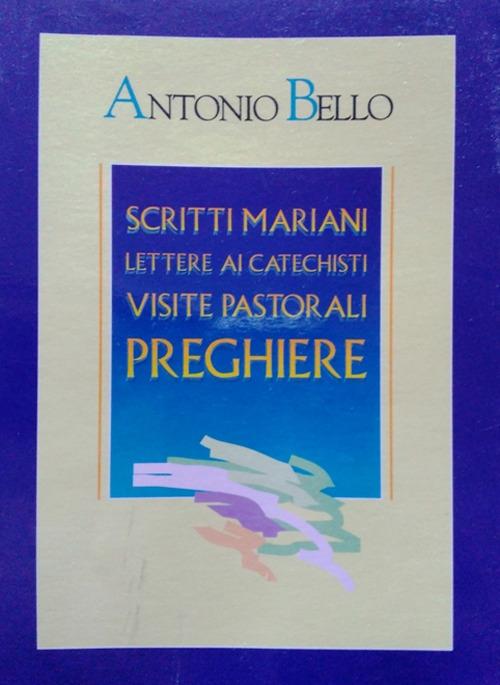 ANTONIO BELLO
SCRITTI MARIANI
LETTERE AI CATECHISTI
VISITE PASTORALI
PREGHIERE